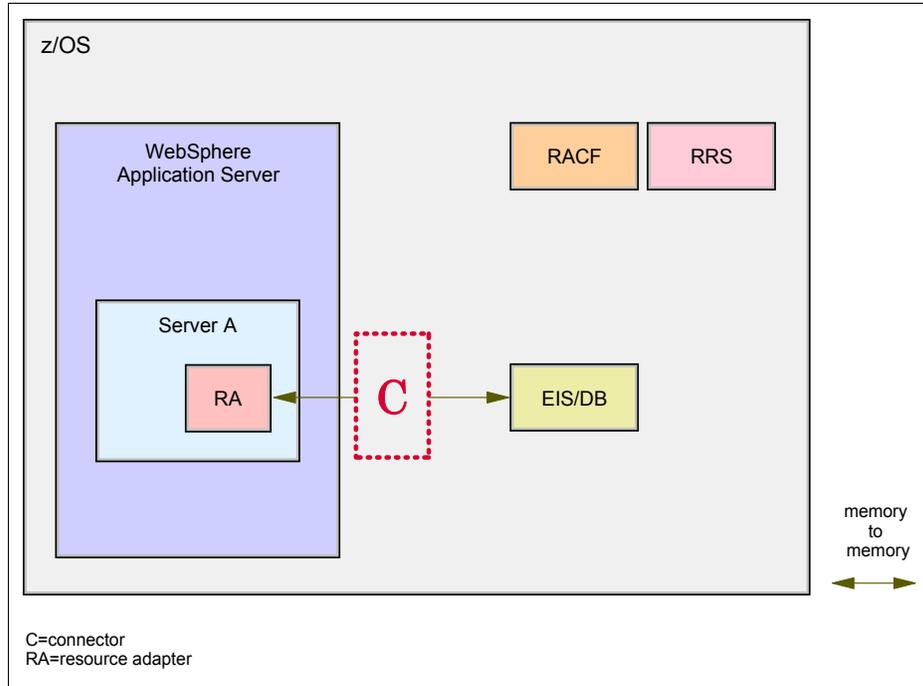 z/OS
WebSphere
Application Server
RACF
RRS
Server A
RA
C
EIS/DB
memory
to
memory
C=connector
RA=resource adapter